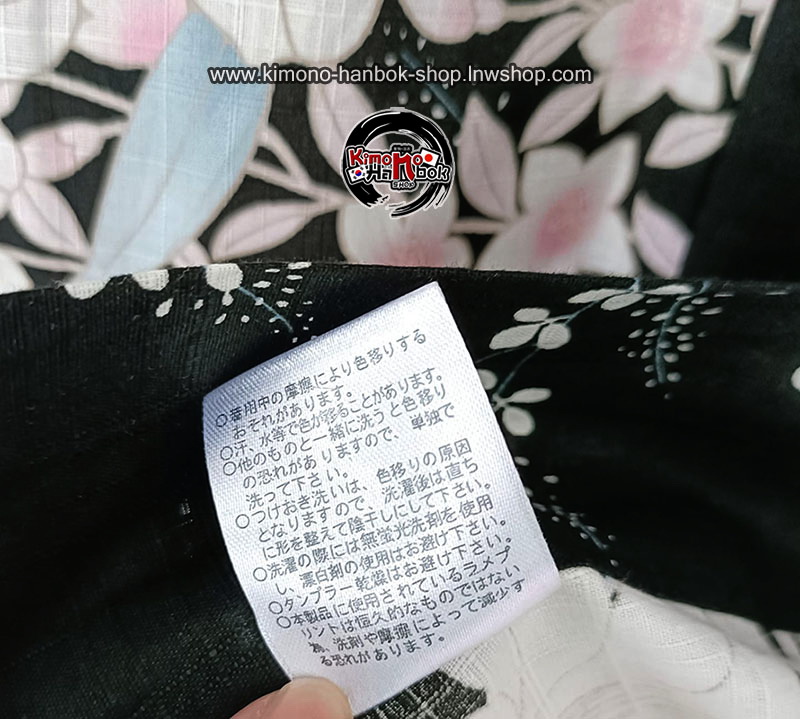 www.kimono-hanbok-shop.lnwshop.com
Kimono
Hanbok
SHOP
○着用中の摩擦により色移りする
おそれがあります。
○汗、水等で色が移ることがあります。
○他のものと一緒に洗うと色移り
の恐れがありますので、単独で
洗って下さい。
○つけおき洗いは、色移りの原因
となりますので、洗濯後は直ち
に形を整えて陰干しにして下さい。
○洗濯の際には無蛍光洗剤を使用
し、漂白剤の使用はお避け下さい。
○タンブラー乾燥はお避け下さい。
○本製品に使用されているラメプ
リントは恒久的なものではない
為、洗剤や摩擦によって減少す
る恐れがあります。